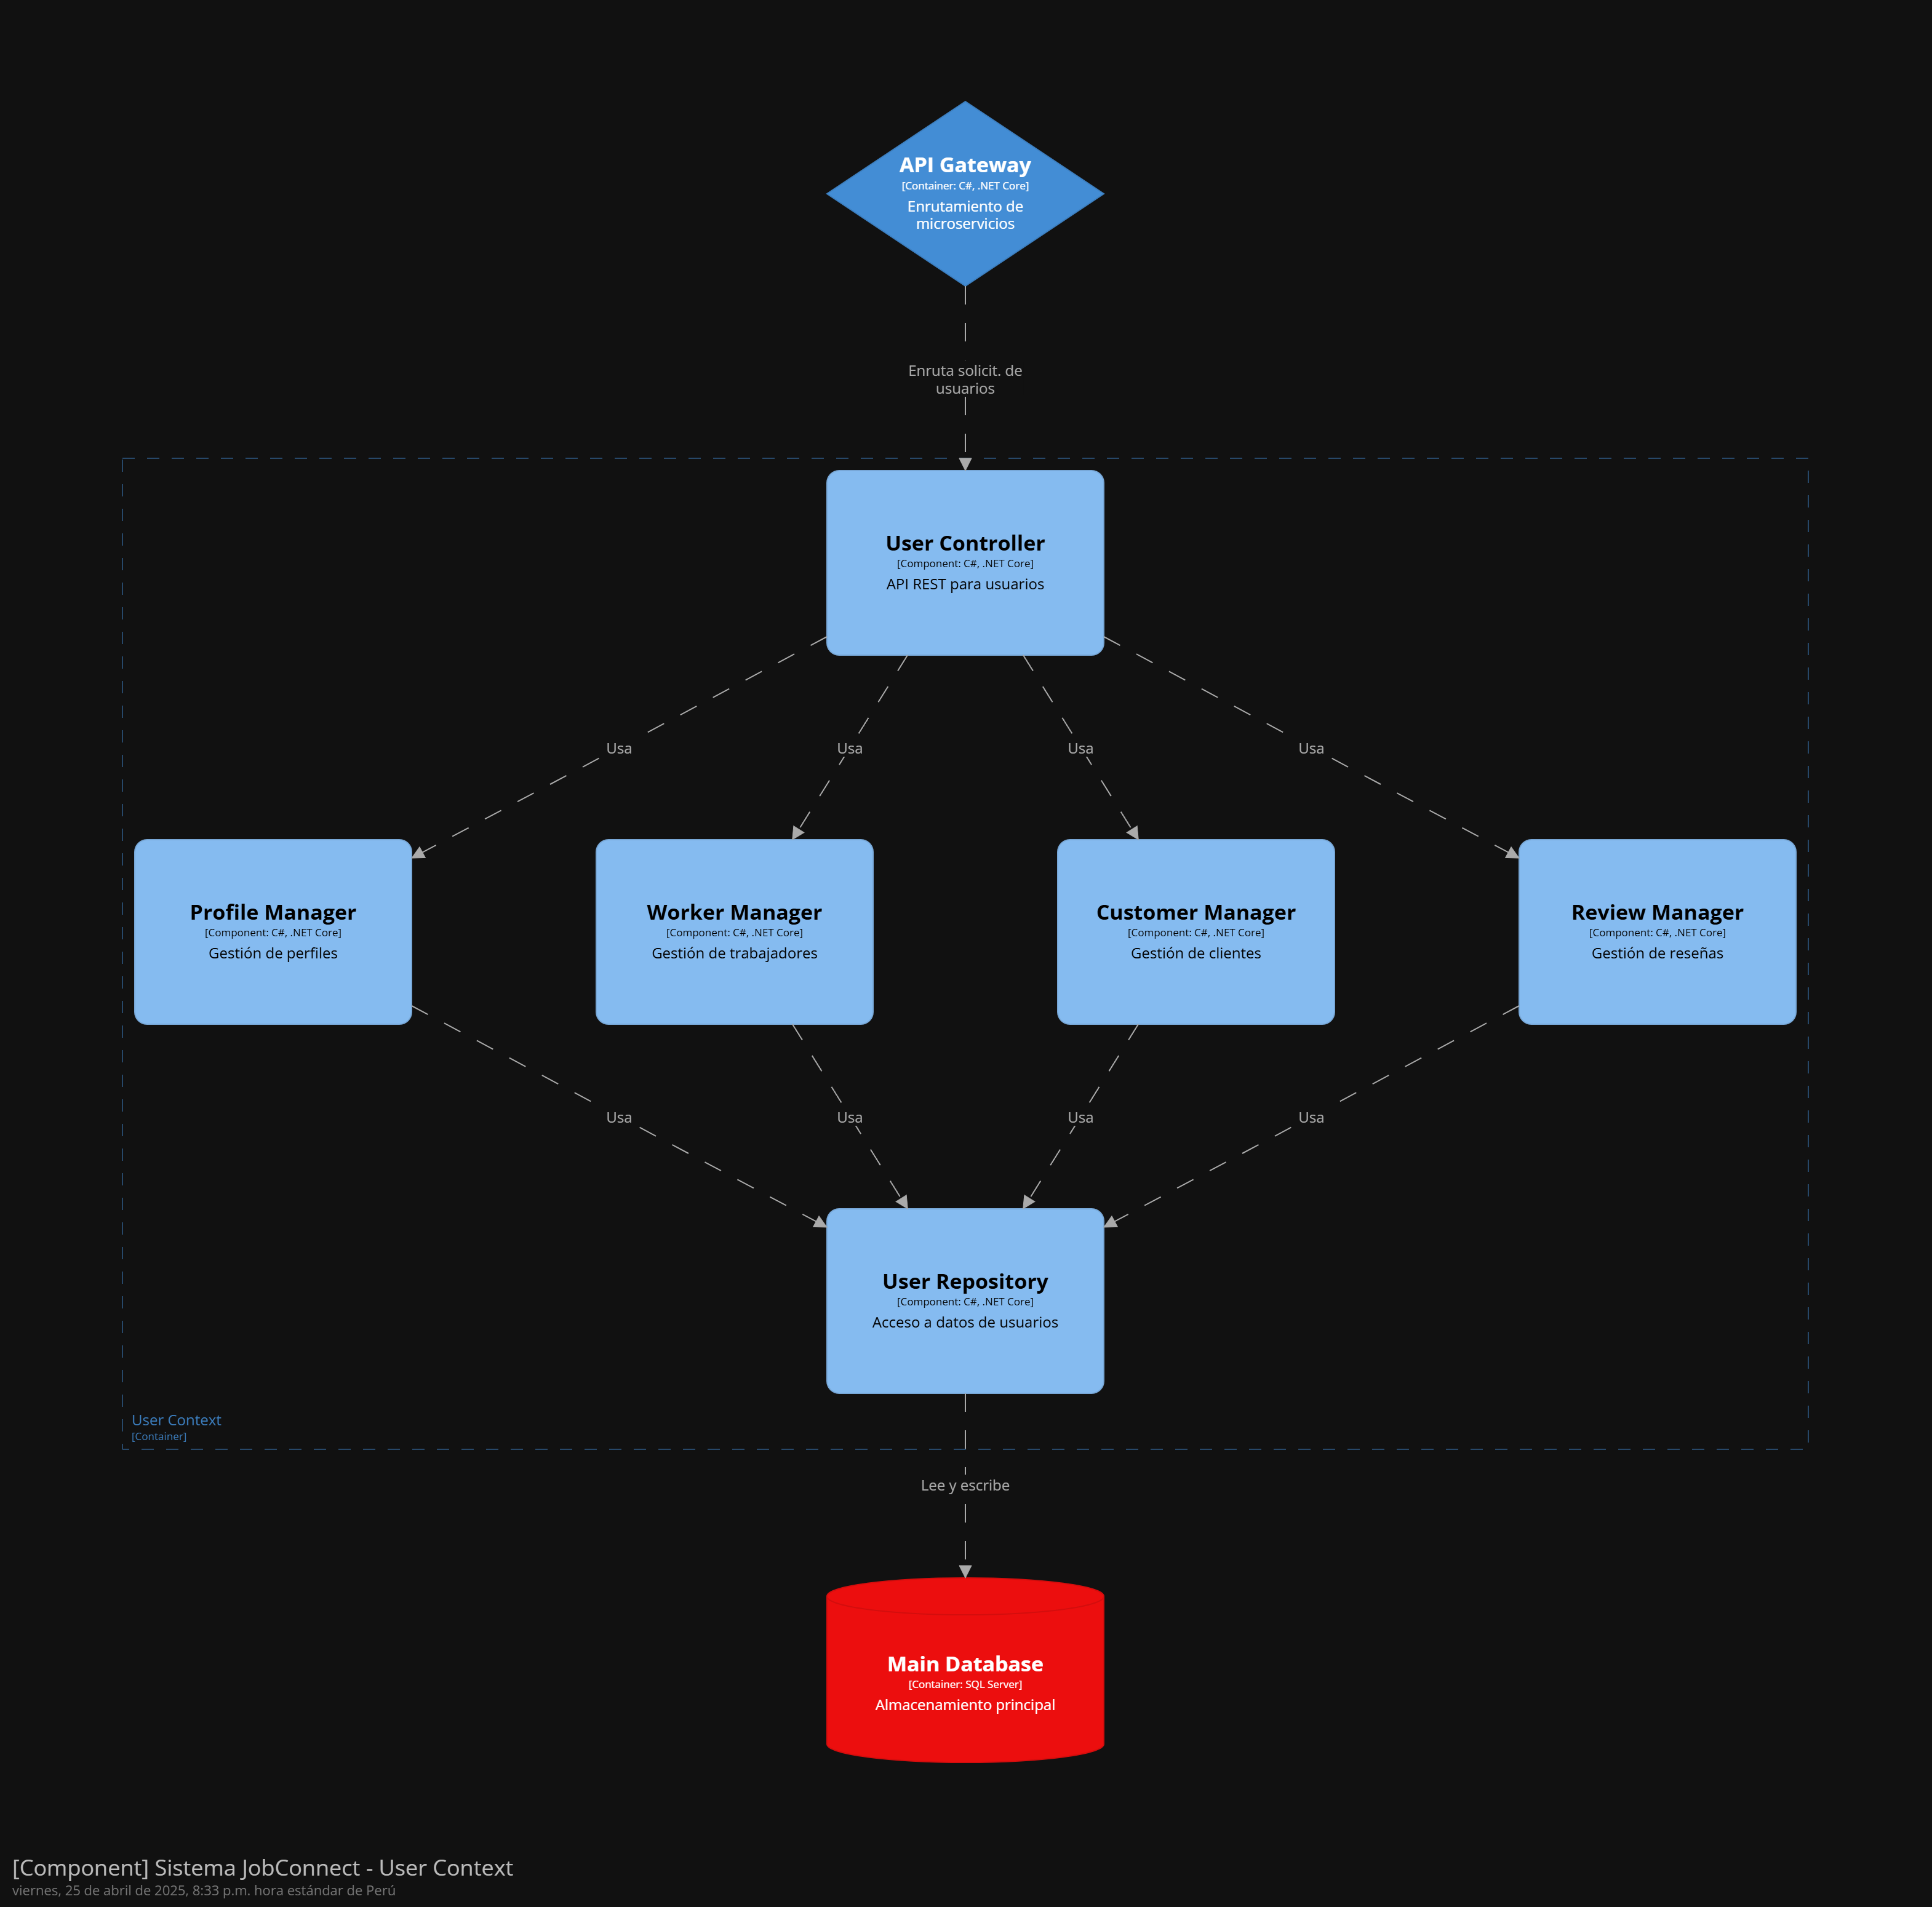 API Gateway
[Container: C#, .NET Core]
Enrutamiento de
microservicios
Enruta solicit. de
usuarios
User Controller
[Component: C#, .NET Core]
API REST para usuarios
Usa
Usa
Usa
Usa
Profile Manager
[Component: C#, .NET Core]
Gestión de perfiles
Worker Manager
[Component: C#, .NET Core]
Gestión de trabajadores
Customer Manager
[Component: C#, .NET Core]
Gestión de clientes
Review Manager
[Component: C#, .NET Core]
Gestión de reseñas
Usa
Usa
Usa
Usa
User Repository
[Component: C#, .NET Core]
Acceso a datos de usuarios
User Context
[Container]
Lee y escribe
Main Database
[Container: SQL Server]
Almacenamiento principal
[Component] Sistema JobConnect - User Context
viernes, 25 de abril de 2025, 8:33 p.m. hora estándar de Perú